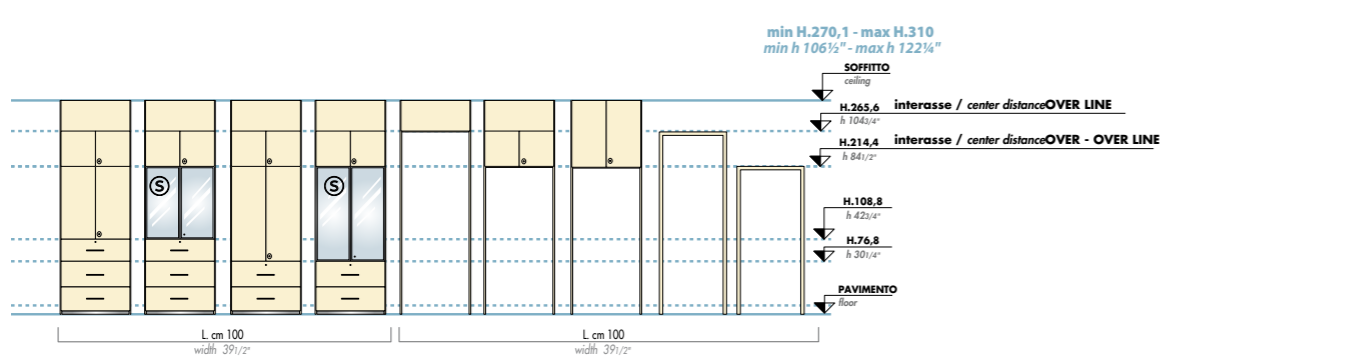 min H.270,1 - max H.310
min h 106½" - max h 122¼"
SOFFITTO
ceiling
H.265,6 interasse / center distanceOVER LINE
h 1043/4"
H.214,4 interasse / center distanceOVER - OVER LINE
h 841/2"
S
S
H.108,8
h 423/4"
H.76,8
h 301/4"
PAVIMENTO
floor
L. cm 100
width 391/2"
L. cm 100
width 391/2"